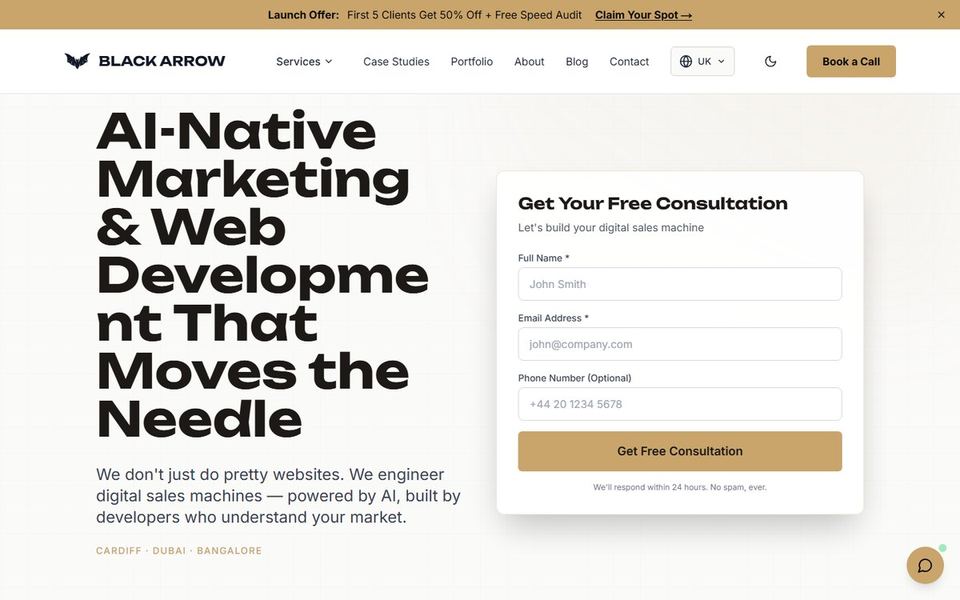 Launch Offer: First 5 Clients Get 50% Off + Free Speed Audit Claim Your Spot →
BLACK ARROW Services Case Studies Portfolio About Blog Contact UK Book a Call
AI-Native
Marketing
& Web
Developme
nt That
Moves the
Needle
We don't just do pretty websites. We engineer
digital sales machines — powered by AI, built by
developers who understand your market.
CARDIFF · DUBAI · BANGALORE
Get Your Free Consultation
Let's build your digital sales machine
Full Name *
John Smith
Email Address *
john@company.com
Phone Number (Optional)
+44 20 1234 5678
Get Free Consultation
We'll respond within 24 hours. No spam, ever.